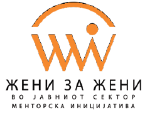 ЖЕНИ ЗА ЖЕНИ
ВО ЈАВНИОТ СЕКТОР
МЕНТОРСКА ИНИЦИЈАТИВА